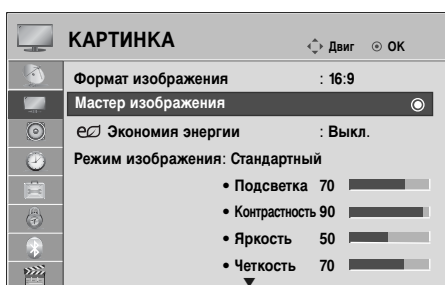 КАРТИНКА Двиг ОК
Формат изображения : 16:9
Мастер изображения
Экономия энергии : Выкл.
Режим изображения: Стандартный
• Подсветка 70
• Контрастность 90
• Яркость 50
• Четкость 70